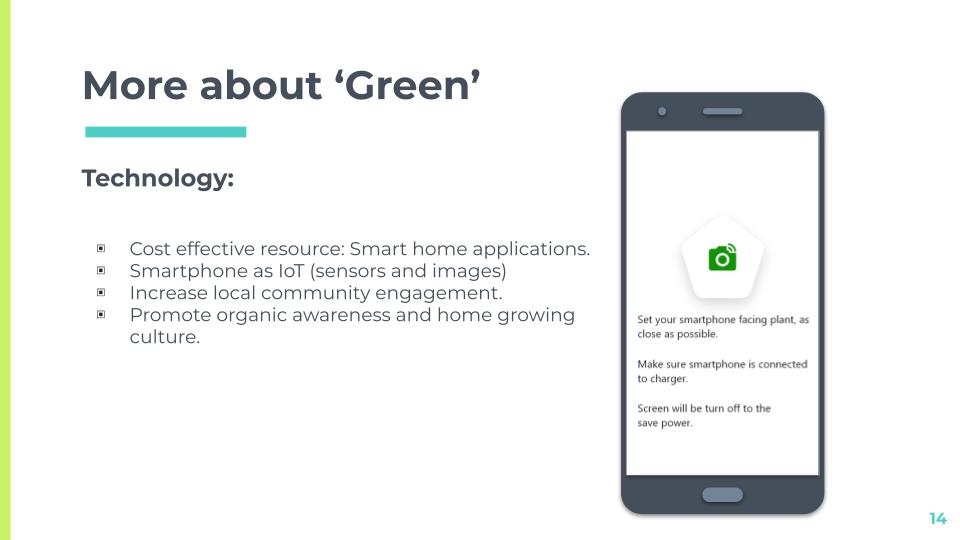 More about ‘Green’
Technology:
Cost effective resource: Smart home applications.
Smartphone as IoT (sensors and images)
Increase local community engagement.
Promote organic awareness and home growing
culture.
Set your smartphone facing plant, as
close as possible.
Make sure smartphone is connected
to charger.
Screen will be turn off to the
save power.
14